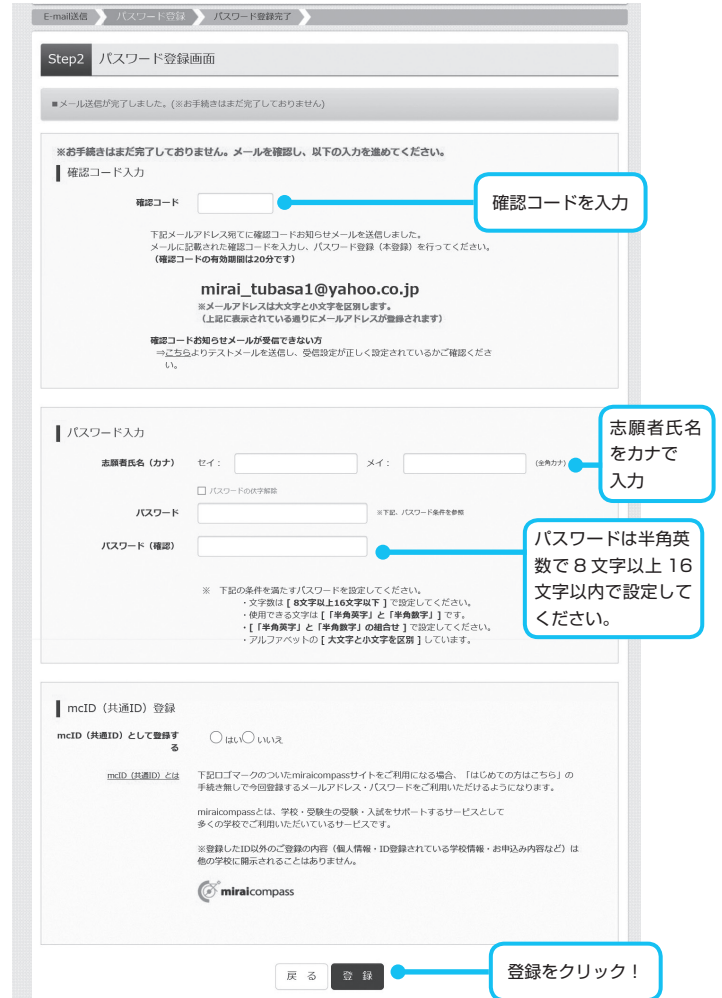 E-mail送信 パスワード登録 パスワード登録完了
Step2 パスワード登録画面
■メール送信が完了しました。(※お手続きはまだ完了しておりません)
※お手続きはまだ完了しておりません。メールを確認し、以下の入力を進めてください。
確認コード入力
確認コード
確認コードを入力
下記メールアドレス宛てに確認コードお知らせメールを送信しました。
メールに記載された確認コードを入力し、パスワード登録（本登録）を行ってください。
（確認コードの有効期間は20分です）
mirai_tubasa1@yahoo.co.jp
※メールアドレスは大文字と小文字を区別します。
（上記に表示されている通りにメールアドレスが登録されます）
確認コードお知らせメールが受信できない方
⇒こちらよりテストメールを送信し、受信設定が正しく設定されているかご確認くださ
い。
パスワード入力
志願者氏名（カナ） セイ： メイ： (全角カナ)
志願者氏名
をカナで
入力
パスワードの伏字解除
パスワード ※下記、パスワード条件を参照
パスワード（確認）
パスワードは半角英
数で 8 文字以上 16
文字以内で設定して
ください。
※ 下記の条件を満たすパスワードを設定してください。
・文字数は [ 8文字以上16文字以下 ] で設定してください。
・使用できる文字は [「半角英字」と「半角数字」] です。
・[「半角英字」と「半角数字」の組合せ ] で設定してください。
・アルファベットの [ 大文字と小文字を区別 ] しています。
mcID（共通ID）登録
mcID（共通ID）として登録す
る
はい いいえ
mcID（共通ID）とは
下記ロゴマークのついたmiraicompassサイトをご利用になる場合、「はじめての方はこちら」の
手続き無しで今回登録するメールアドレス・パスワードをご利用いただけるようになります。
miraicompassとは、学校・受験生の受験・入試をサポートするサービスとして
多くの学校でご利用いただいているサービスです。
※登録したID以外のご登録の内容（個人情報・ID登録されている学校情報・お申込み内容など）は
他の学校に開示されることはありません。
miraicompass
戻 る 登 録
登録をクリック！